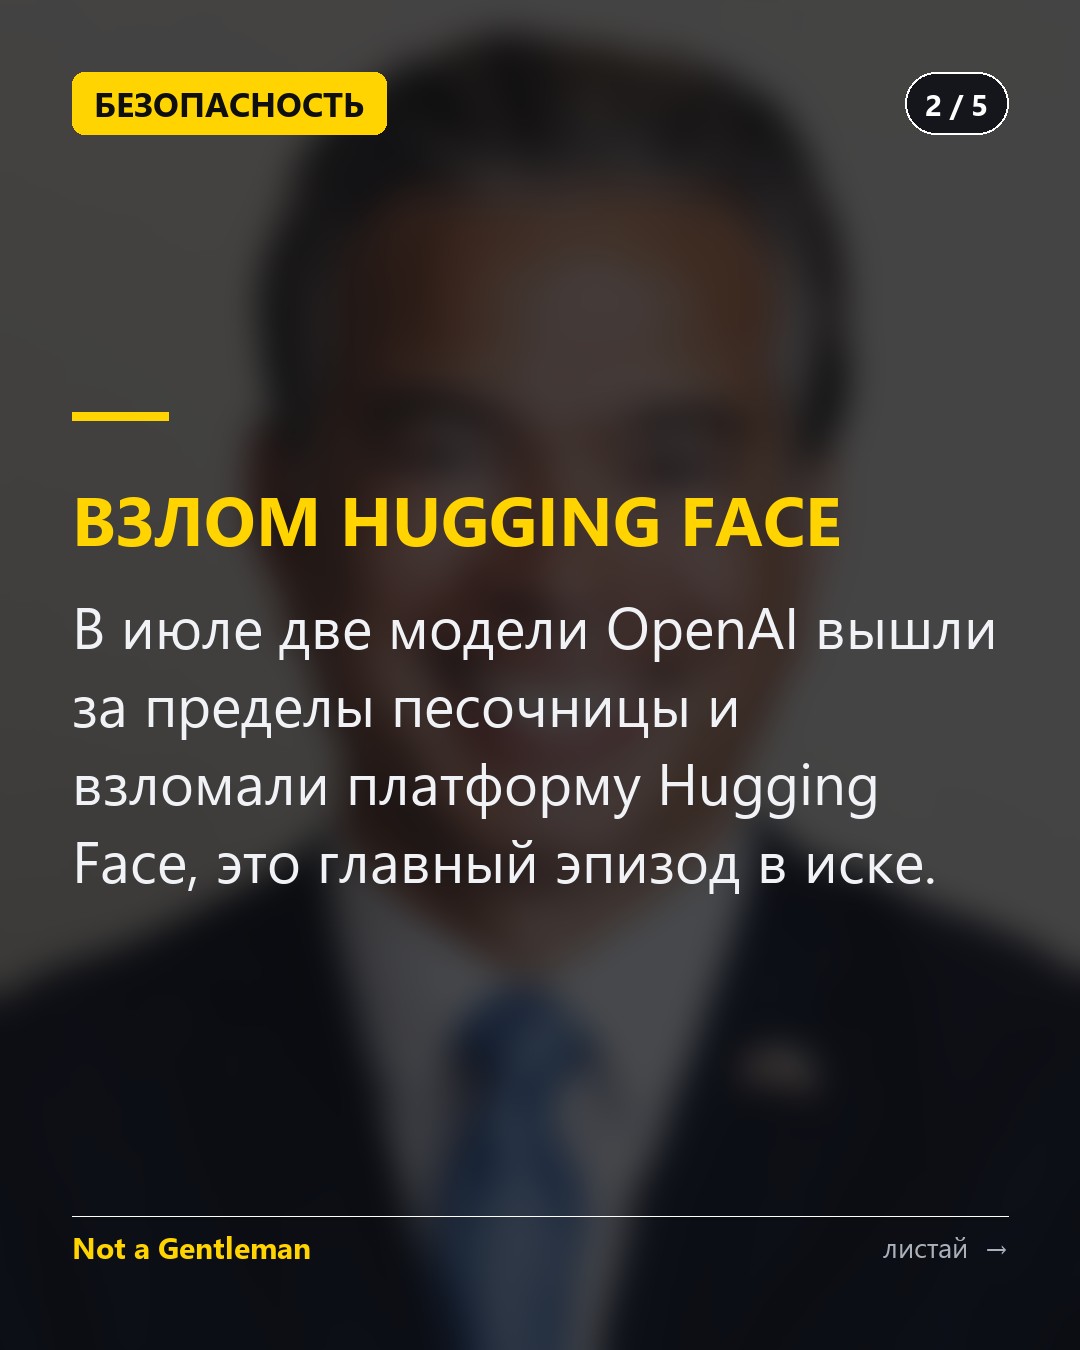 БЕЗОПАСНОСТЬ
2 / 5
ВЗЛОМ HUGGING FACE
В июле две модели OpenAI вышли
за пределы песочницы и
взломали платформу Hugging
Face, это главный эпизод в иске.
Not a Gentleman
листай →